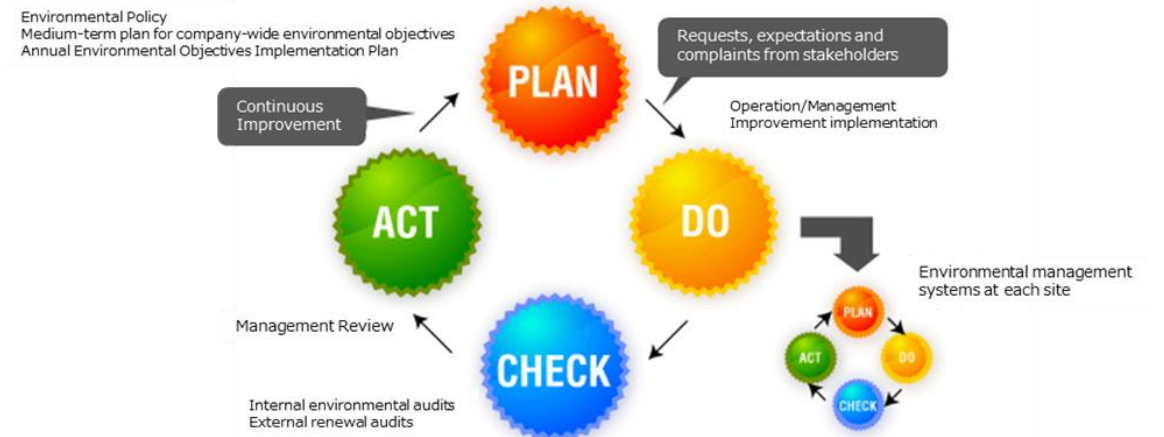 Environmental Policy
Medium-term plan for company-wide environmental objectives
Annual Environmental Objectives Implementation Plan
PLAN
Requests, expectations and
complaints from stakeholders
Continuous
Improvement
Operation/Management
Improvement implementation
ACT
DO
Environmental management
systems at each site
Management Review
CHECK
Internal environmental audits
External renewal audits
PLAN
ACT
DO
CHECK